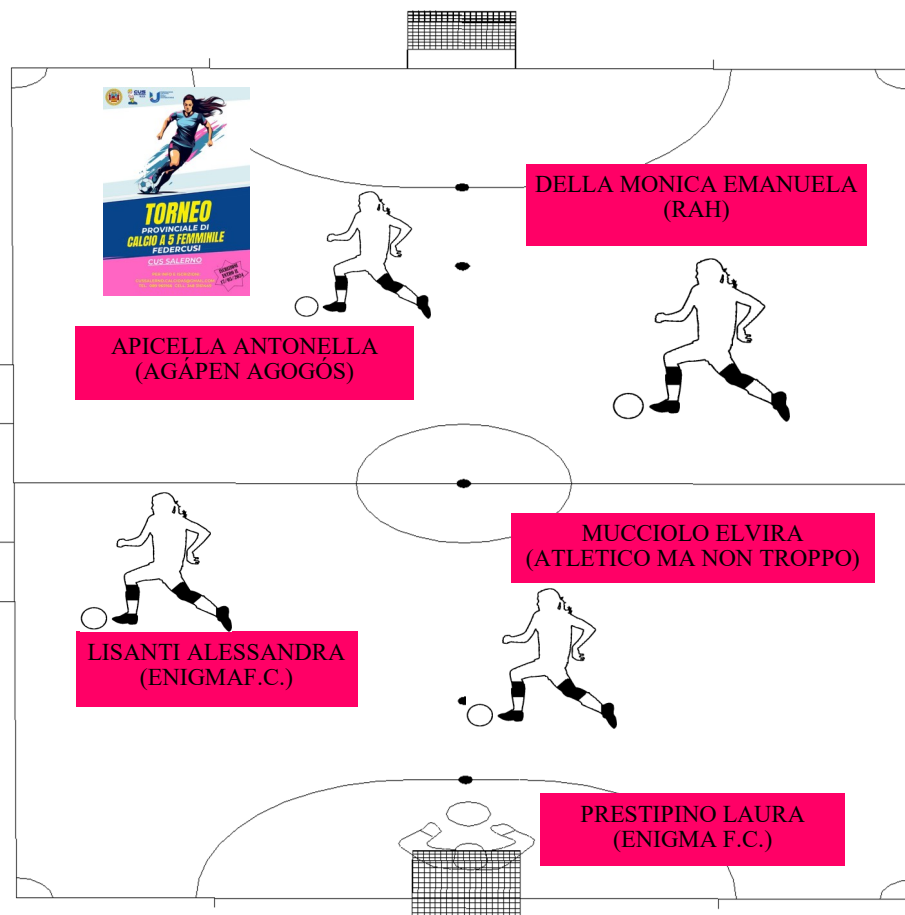 CUS
TORNEO
PROVINCIALE DI
CALCIO A 5 FEMMINILE
FEDERCUSI
CUS SALERNO
DELLA MONICA EMANUELA
(RAH)
APICELLA ANTONELLA
(AGÁPEN AGOGÓS)
MUCCIOLO ELVIRA
(ATLETICO MA NON TROPPO)
LISANTI ALESSANDRA
(ENIGMAF.C.)
PRESTIPINO LAURA
(ENIGMA F.C.)